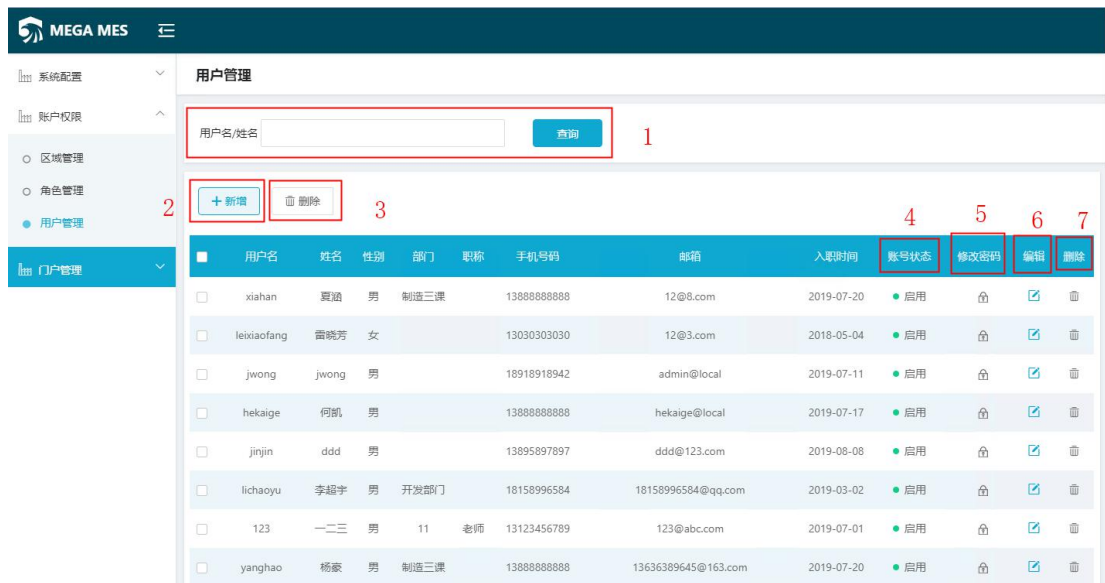 MEGA MES
系统配置
用户管理
账户权限
用户名/姓名 查询 1
区域管理
角色管理
2 + 新增 删除 3
用户管理
4 5 6 7
门户管理
用户名 姓名 性别 部门 职称 手机号码 邮箱 入职时间 账号状态 修改密码 编辑 删除
xiahan 夏涵 男 制造三课 13888888888 12@8.com 2019-07-20 启用
leixiaofang 雷晓芳 女 13030303030 12@3.com 2018-05-04 启用
jwong jwong 男 18918918942 admin@local 2019-07-11 启用
hekaige 何凯 男 13888888888 hekaige@local 2019-07-17 启用
jinjin ddd 男 13895897897 ddd@123.com 2019-08-08 启用
lichaoyu 李超宇 男 开发部门 18158996584 18158996584@qq.com 2019-03-02 启用
123 一二三 男 11 老师 13123456789 123@abc.com 2019-07-01 启用
yanghao 杨豪 男 制造三课 13888888888 13636389645@163.com 2019-07-20 启用